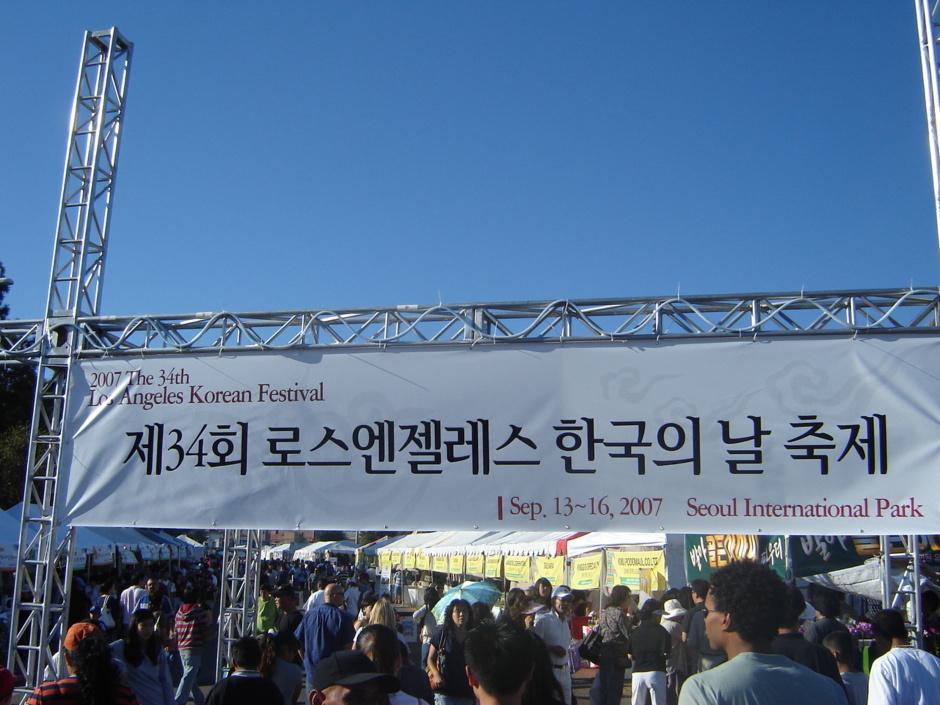 2007 The 34th
Los Angeles Korean Festival
제34회 로스엔젤레스 한국의 날 축제
Sep. 13~16, 2007 Seoul International Park